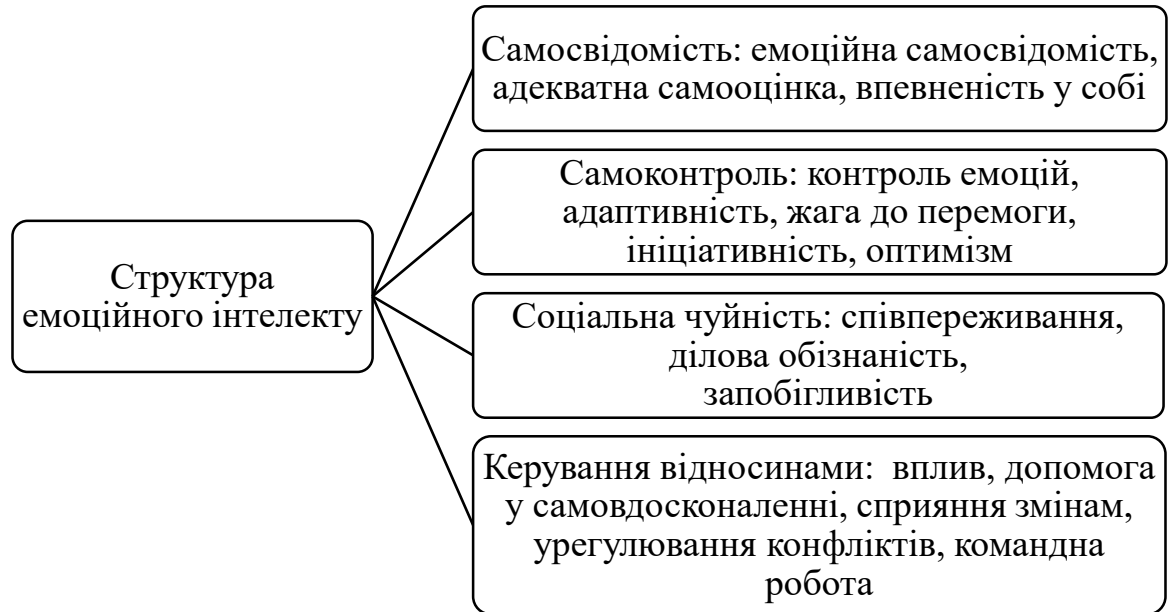 Структура
емоційного інтелекту
Самосвідомість: емоційна самосвідомість,
адекватна самооцінка, впевненість у собі
Самоконтроль: контроль емоцій,
адаптивність, жага до перемоги,
ініціативність, оптимізм
Соціальна чуйність: співпереживання,
ділова обізнаність,
запобігливість
Керування відносинами:  вплив, допомога
у самовдосконаленні, сприяння змінам,
урегулювання конфліктів, командна
робота